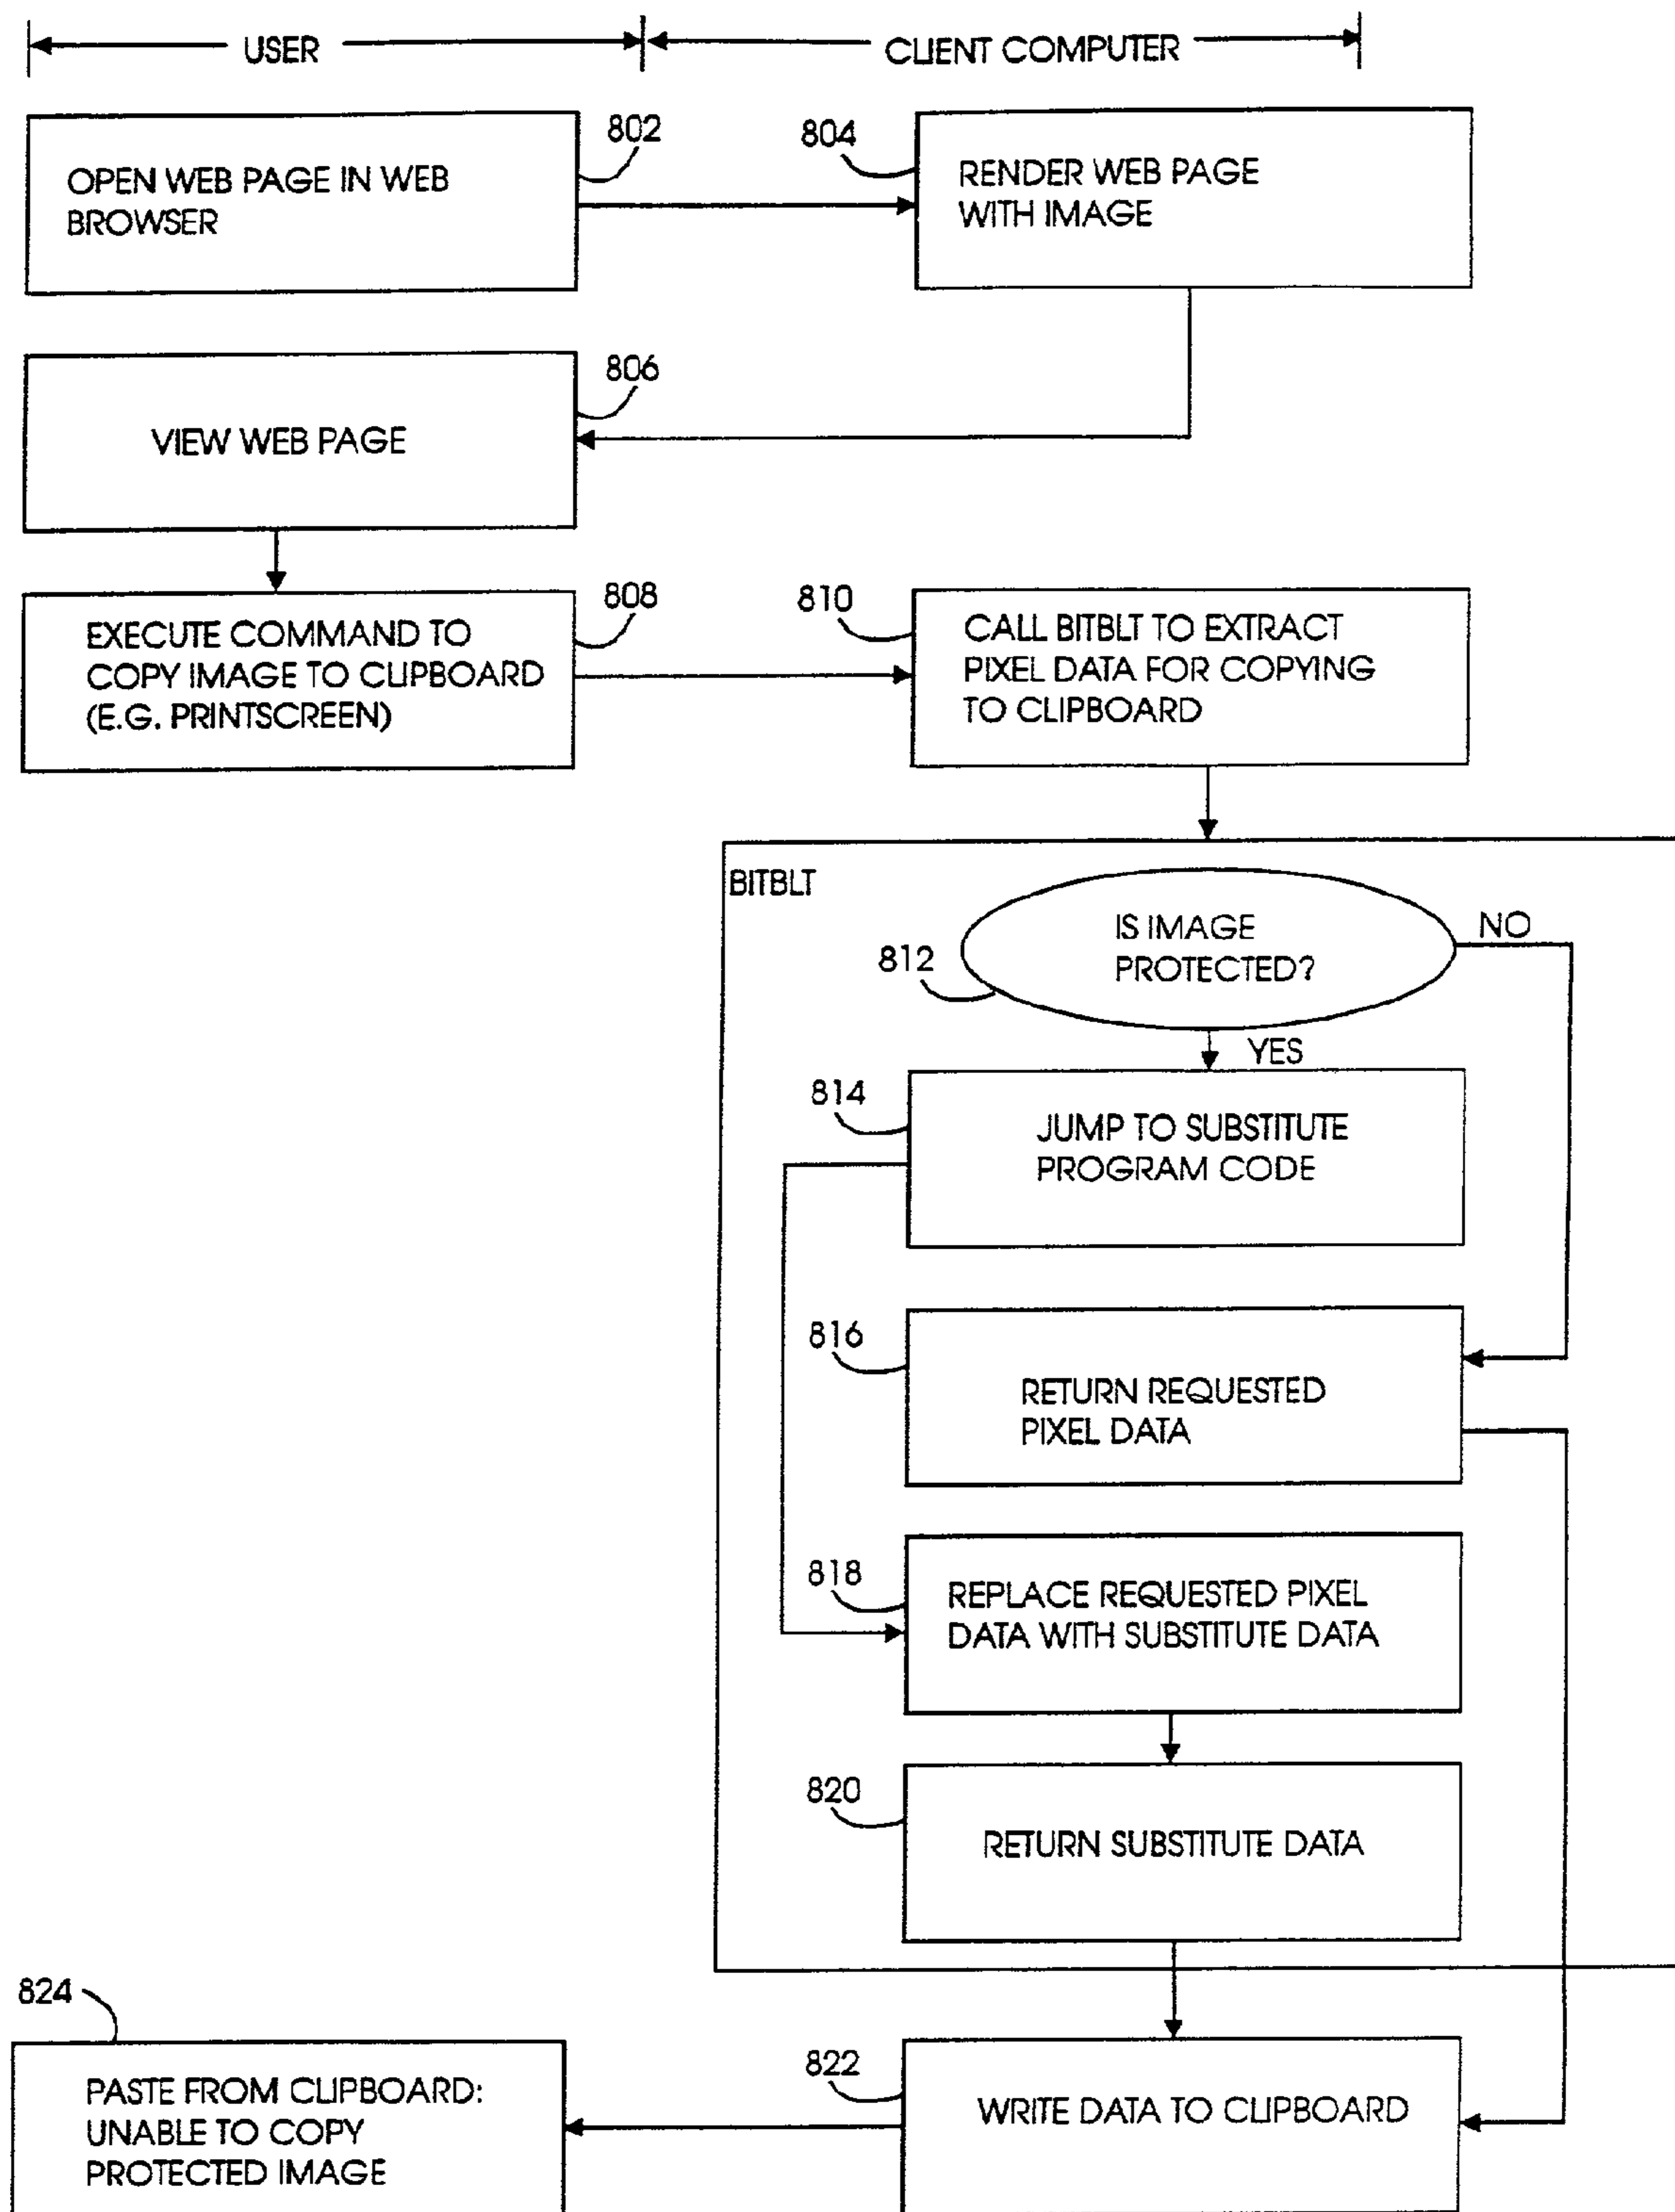 USER
CLIENT COMPUTER
802
OPEN WEB PAGE IN WEB
BROWSER
804
RENDER WEB PAGE
WITH IMAGE
806
VIEW WEB PAGE
808
EXECUTE COMMAND TO
COPY IMAGE TO CLIPBOARD
(E.G. PRINTSCREEN)
810
CALL BITBLT TO EXTRACT
PIXEL DATA FOR COPYING
TO CLIPBOARD
BITBLT
812
IS IMAGE
PROTECTED?
NO
YES
814
JUMP TO SUBSTITUTE
PROGRAM CODE
816
RETURN REQUESTED
PIXEL DATA
818
REPLACE REQUESTED PIXEL
DATA WITH SUBSTITUTE DATA
820
RETURN SUBSTITUTE DATA
822
WRITE DATA TO CLIPBOARD
824
PASTE FROM CLIPBOARD:
UNABLE TO COPY
PROTECTED IMAGE